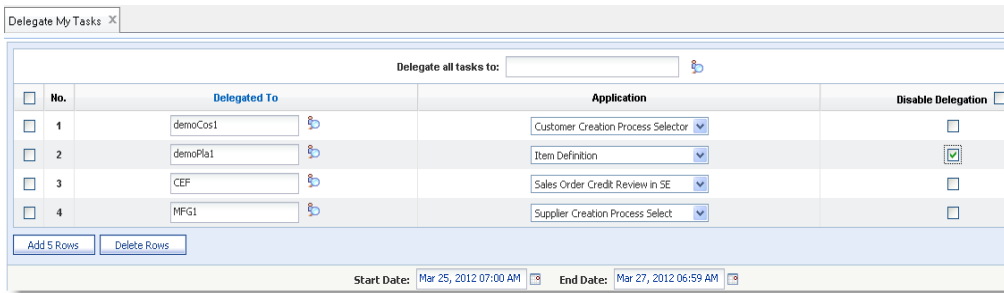 Delegate My Tasks X
Delegate all tasks to:
No. Delegated To Application Disable Delegation
1 demoCos1 Customer Creation Process Selector
2 demoPla1 Item Definition
3 CEF Sales Order Credit Review in SE
4 MFG1 Supplier Creation Process Select
Add 5 Rows Delete Rows
Start Date: Mar 25, 2012 07:00 AM End Date: Mar 27, 2012 06:59 AM